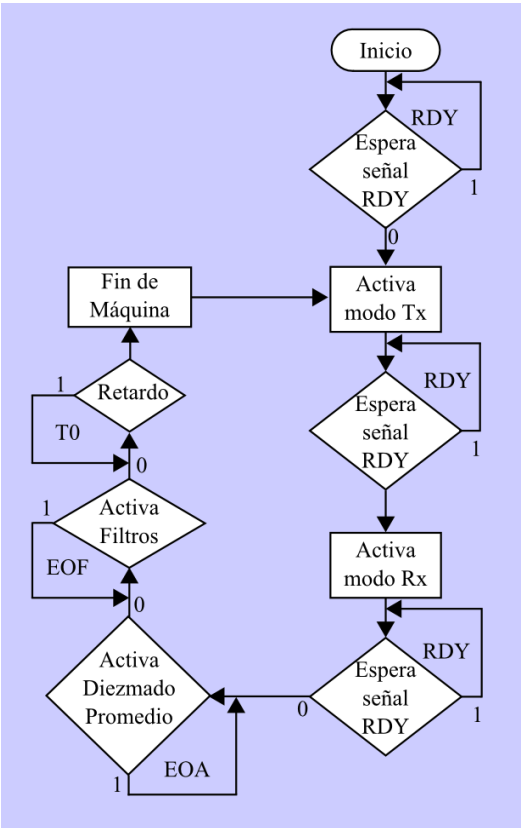 Inicio
RDY
Espera
señal
RDY
1
0
Activa
modo Tx
RDY
Espera
señal
RDY
1
Activa
modo Rx
RDY
Espera
señal
RDY
1
0
Activa
Diezmado
Promedio
1
EOA
0
Activa
Filtros
1
EOF
0
Retardo
1
T0
Fin de
Máquina